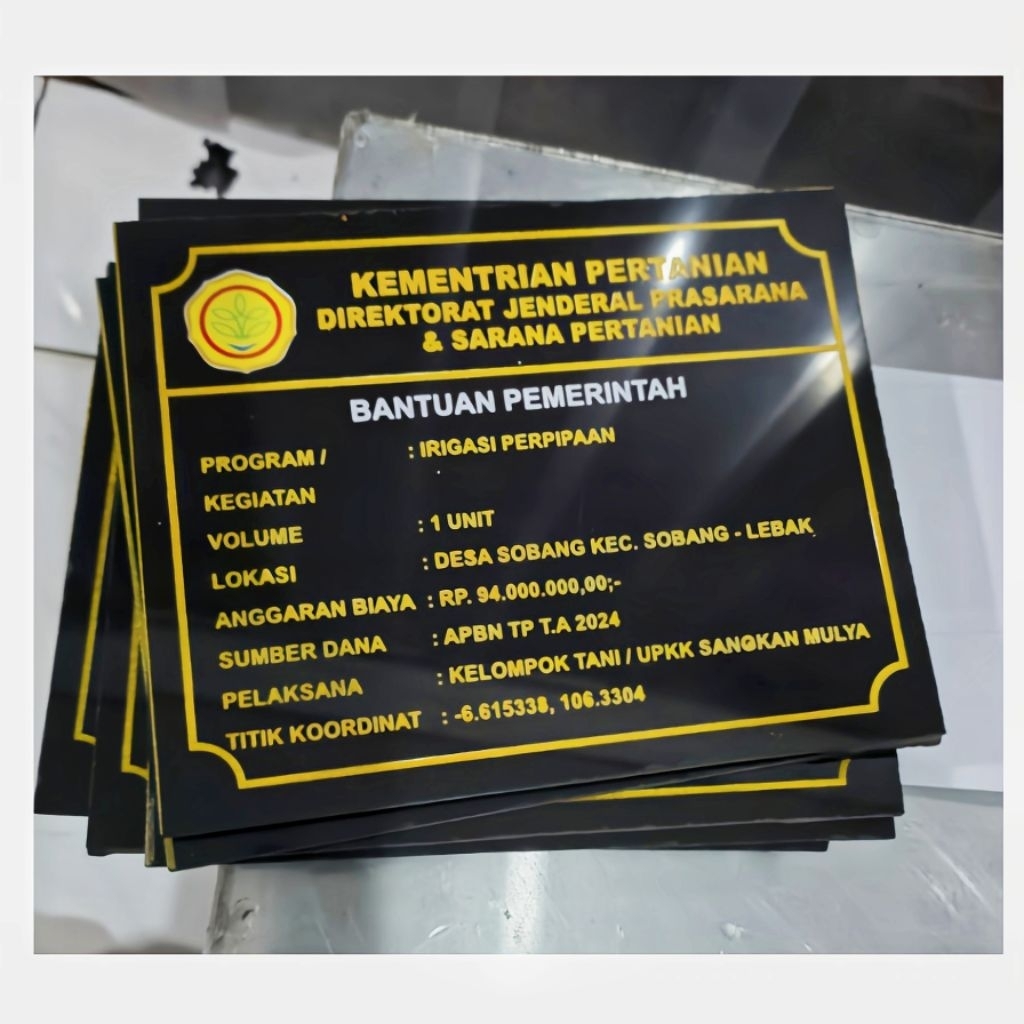 KEMENTRIAN PERTANIAN
DIREKTORAT JENDERAL PRASARANA
& SARANA PERTANIAN
BANTUAN PEMERINTAH
PROGRAM / : IRIGASI PERPIPAAN
KEGIATAN
VOLUME : 1 UNIT
LOKASI : DESA SOBANG KEC. SOBANG - LEBAK
ANGGARAN BIAYA : RP. 94.000.000,00;-
SUMBER DANA : APBN TP T.A 2024
PELAKSANA : KELOMPOK TANI / UPKK SANGKAN MULYA
TITIK KOORDINAT : -6.615338, 106.3304